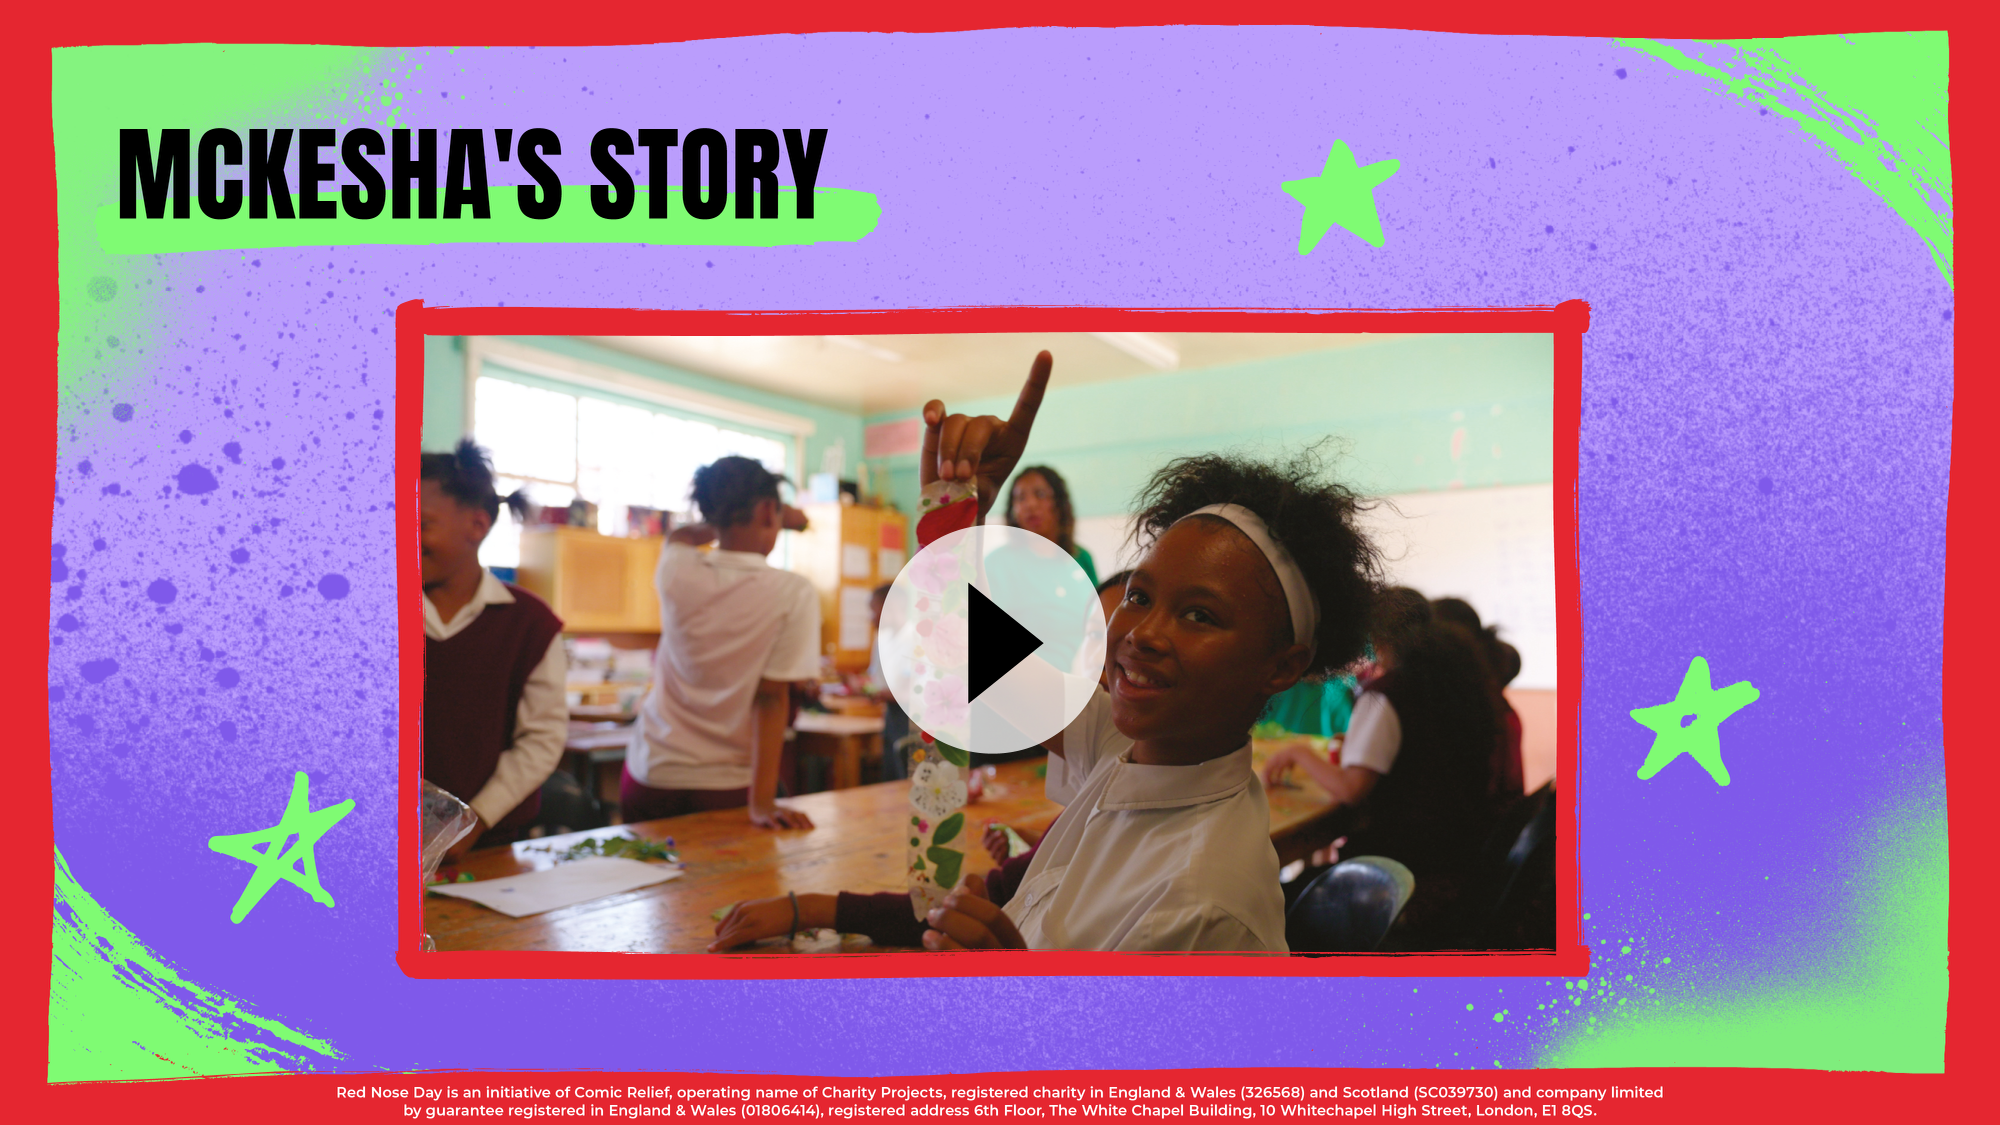 MCKESHA'S STORY
Red Nose Day is an initiative of Comic Relief, operating name of Charity Projects, registered charity in England & Wales (326568) and Scotland (SC039730) and company limited
by guarantee registered in England & Wales (01806414), registered address 6th Floor, The White Chapel Building, 10 Whitechapel High Street, London, E1 8QS.